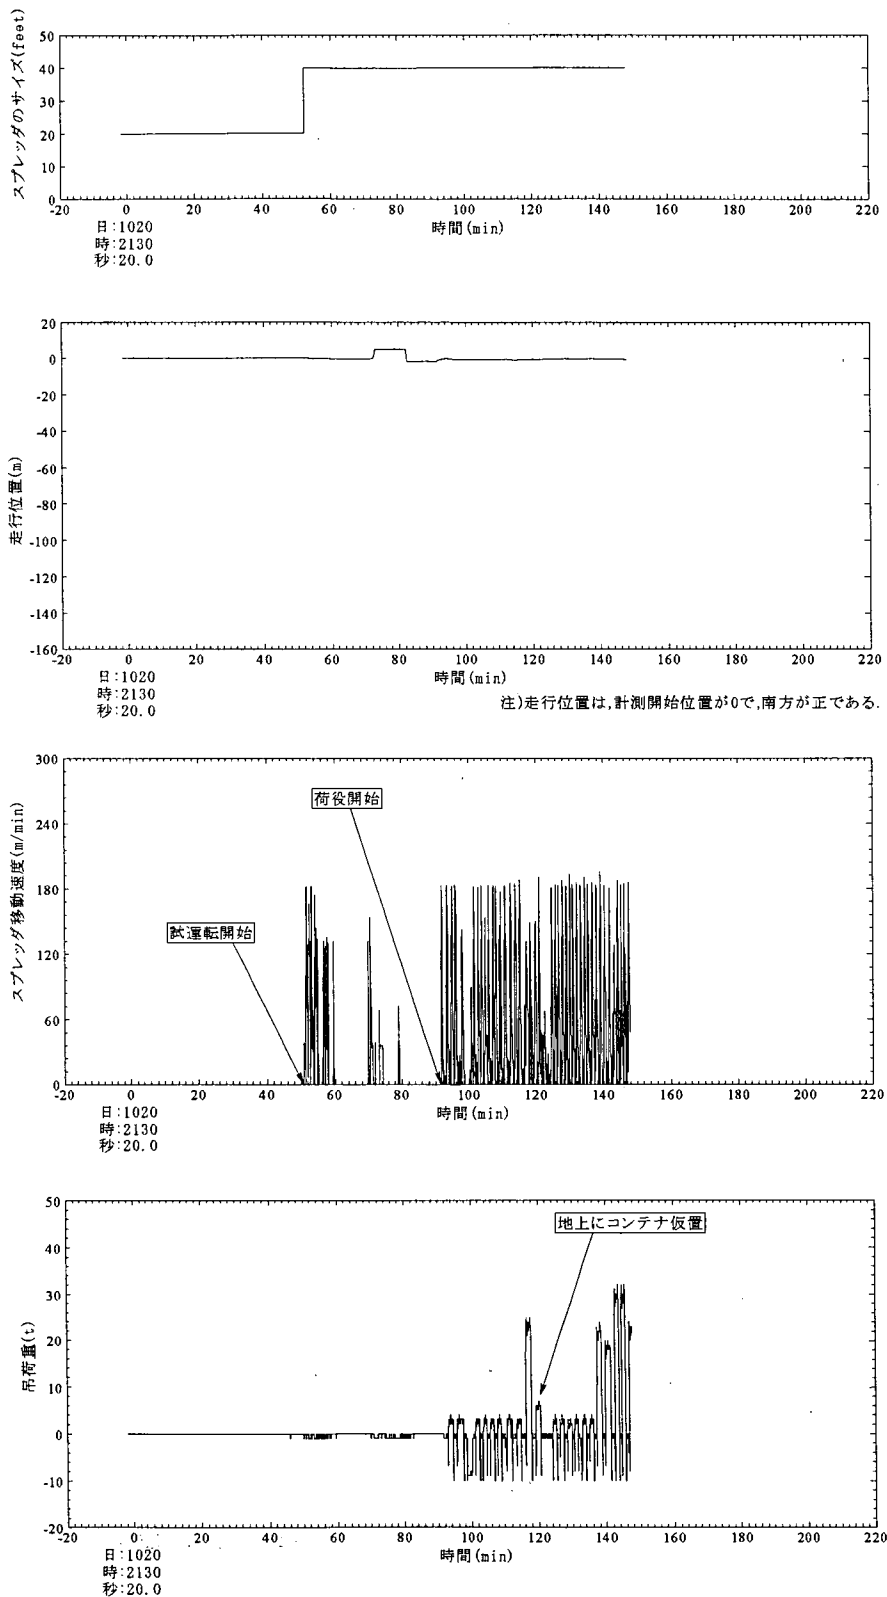 スプレッダのサイズ(feet)
50
40
30
20
10
0
-20 0 20 40 60 80 100 120 140 160 180 200 220
時間(min)
日:1020
時:2130
秒:20.0
走行位置(m)
20
0
-20
-40
-60
-80
-100
-120
-140
-160
-20 0 20 40 60 80 100 120 140 160 180 200 220
時間(min)
日:1020
時:2130
秒:20.0
注)走行位置は,計測開始位置が0で,南方が正である.
スプレッダ移動速度(m/min)
300
240
180
120
60
0
荷役開始
試運転開始
-20 0 20 40 60 80 100 120 140 160 180 200 220
時間(min)
日:1020
時:2130
秒:20.0
吊荷重(t)
50
40
30
20
10
0
-10
-20
地上にコンテナ仮置
-20 0 20 40 60 80 100 120 140 160 180 200 220
時間(min)
日:1020
時:2130
秒:20.0